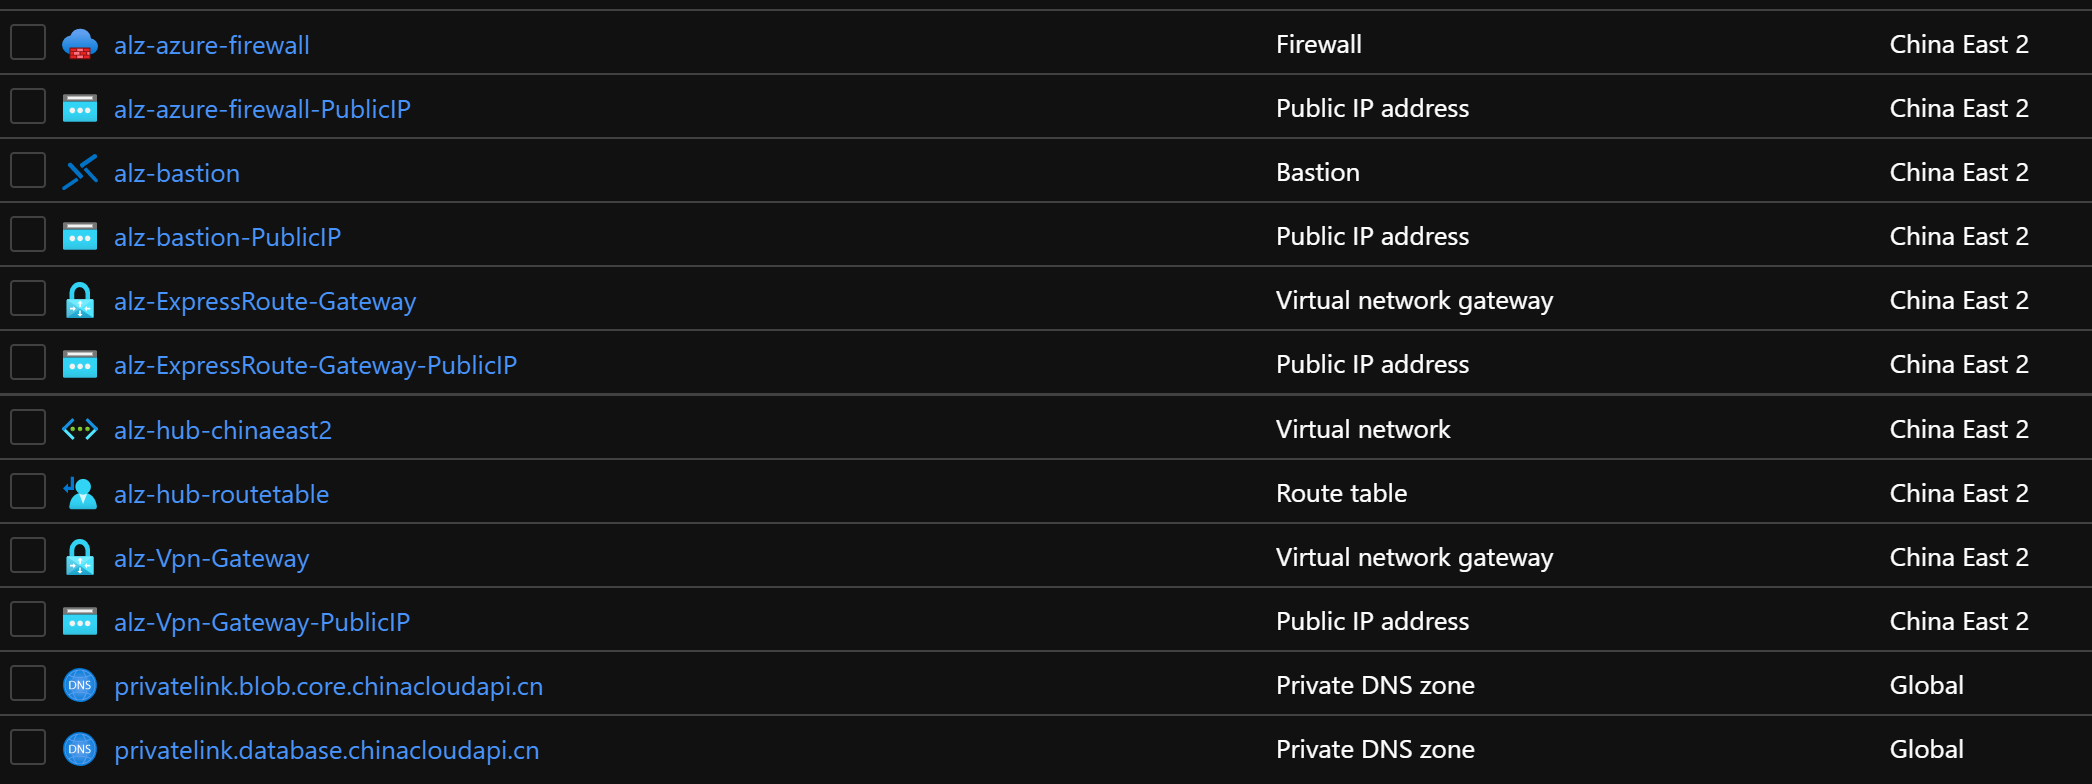 alz-azure-firewall Firewall China East 2
alz-azure-firewall-PublicIP Public IP address China East 2
alz-bastion Bastion China East 2
alz-bastion-PublicIP Public IP address China East 2
alz-ExpressRoute-Gateway Virtual network gateway China East 2
alz-ExpressRoute-Gateway-PublicIP Public IP address China East 2
alz-hub-chinaeast2 Virtual network China East 2
alz-hub-routetable Route table China East 2
alz-Vpn-Gateway Virtual network gateway China East 2
alz-Vpn-Gateway-PublicIP Public IP address China East 2
DNS privatelink.blob.core.chinacloudapi.cn Private DNS zone Global
DNS privatelink.database.chinacloudapi.cn Private DNS zone Global